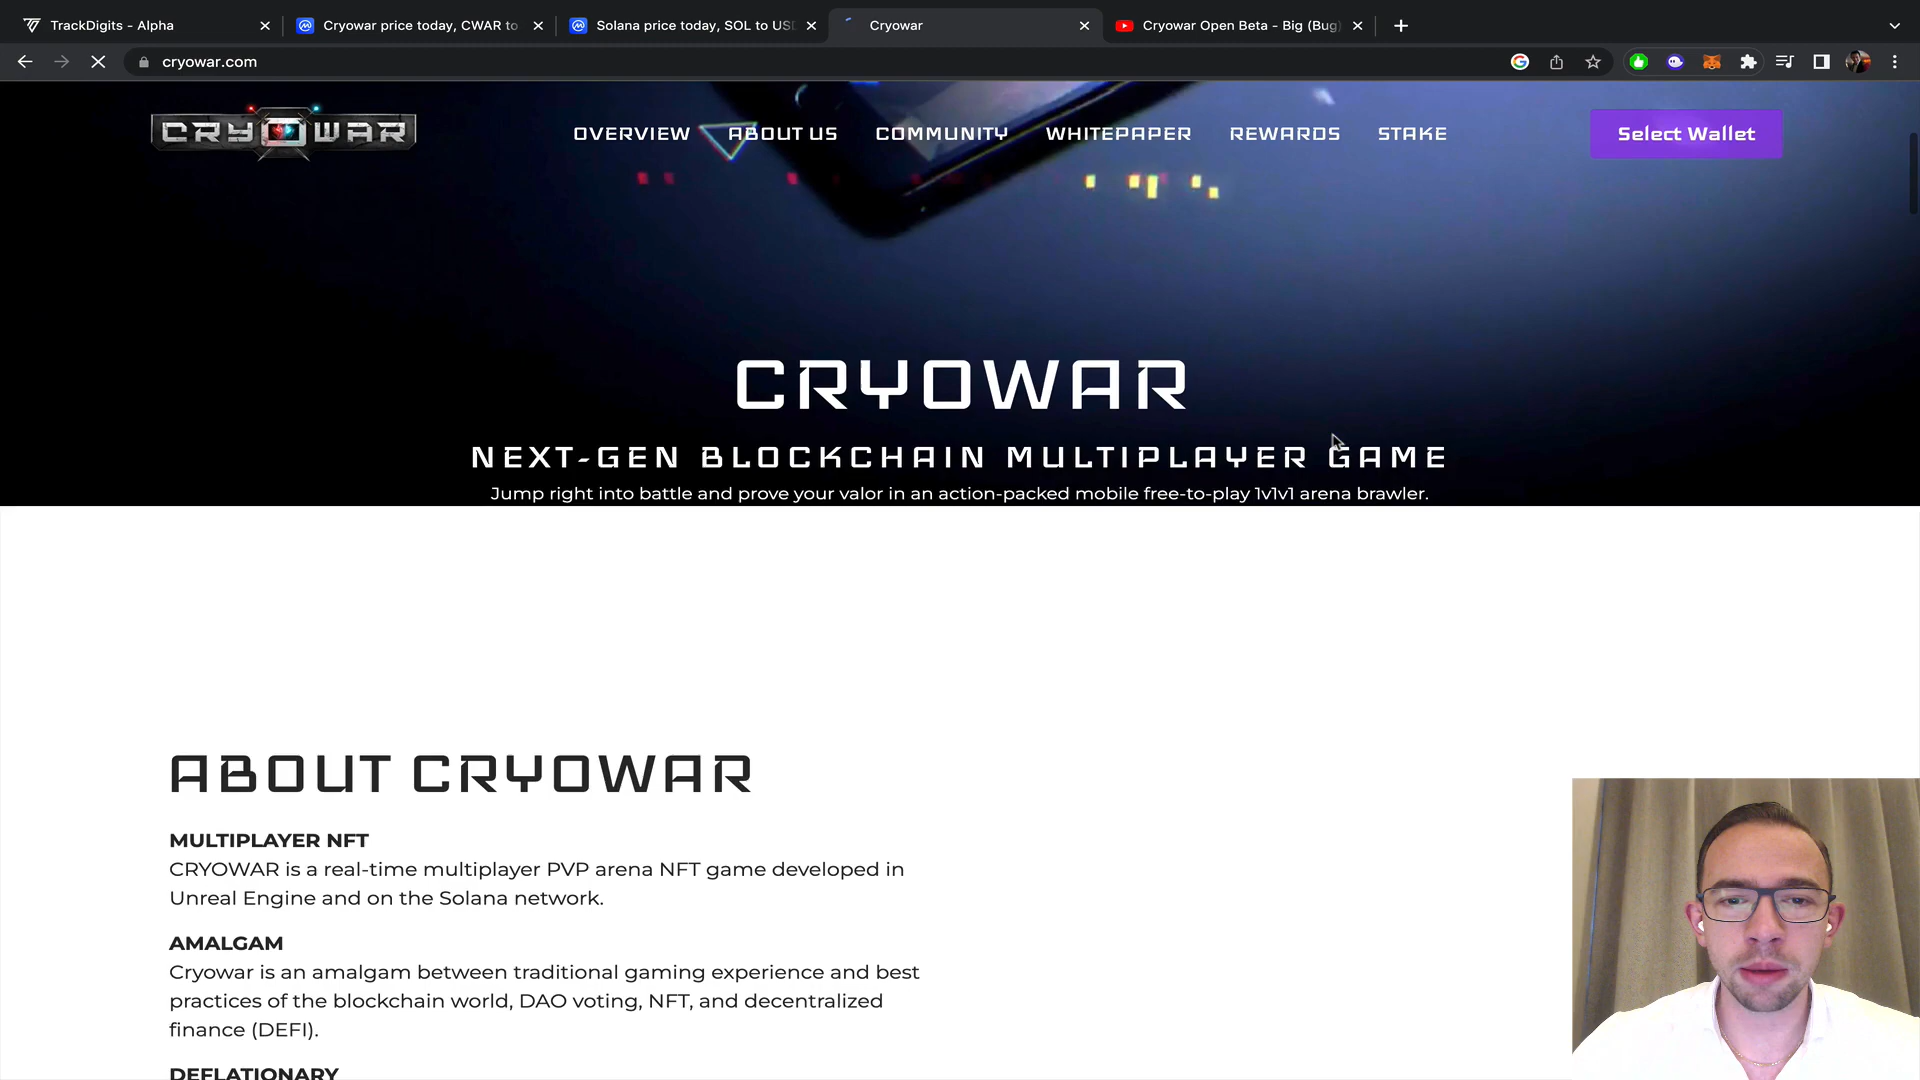 TrackDigits - Alpha
Cryowar price today, CWAR to
Solana price today, SOL to US
Cryowar
Cryowar Open Beta - Big (Bug
cryowar.com
CRYOWAR
OVERVIEW
ABOUT US
COMMUNITY
WHITEPAPER
REWARDS
STAKE
Select Wallet
CRYOWAR
NEXT-GEN BLOCKCHAIN MULTIPLAYER GAME
Jump right into battle and prove your valor in an action-packed mobile free-to-play 1v1v1 arena brawler.
ABOUT CRYOWAR
MULTIPLAYER NFT
CRYOWAR is a real-time multiplayer PVP arena NFT game developed in
Unreal Engine and on the Solana network.
AMALGAM
Cryowar is an amalgam between traditional gaming experience and best
practices of the blockchain world, DAO voting, NFT, and decentralized
finance (DEFI).
DEFLATIONARY